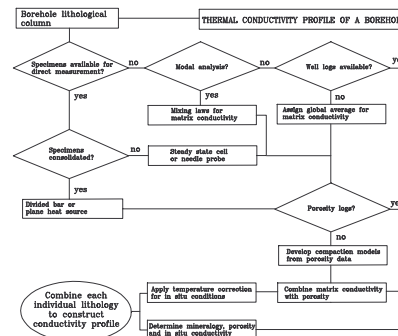 Borehole lithological
column
THERMAL CONDUCTIVITY PROFILE OF A BOREHOL
Specimens available for
direct measurement?
no
Modal analysis?
no
Well logs available?
yes
yes
no
Mixing laws for
matrix conductivity
Assign global average for
matrix conductivity
Specimens
consolidated?
no
Steady state cell
or needle probe
yes
Divided bar or
plane heat source
Porosity logs?
no
Develop compaction models
from porosity data
Combine each
individual lithology
to construct
conductivity profile
Apply temperature correction
for in situ conditions
Combine matrix conductivity
with porosity
Determine mineralogy, porosity
and in situ conductivity